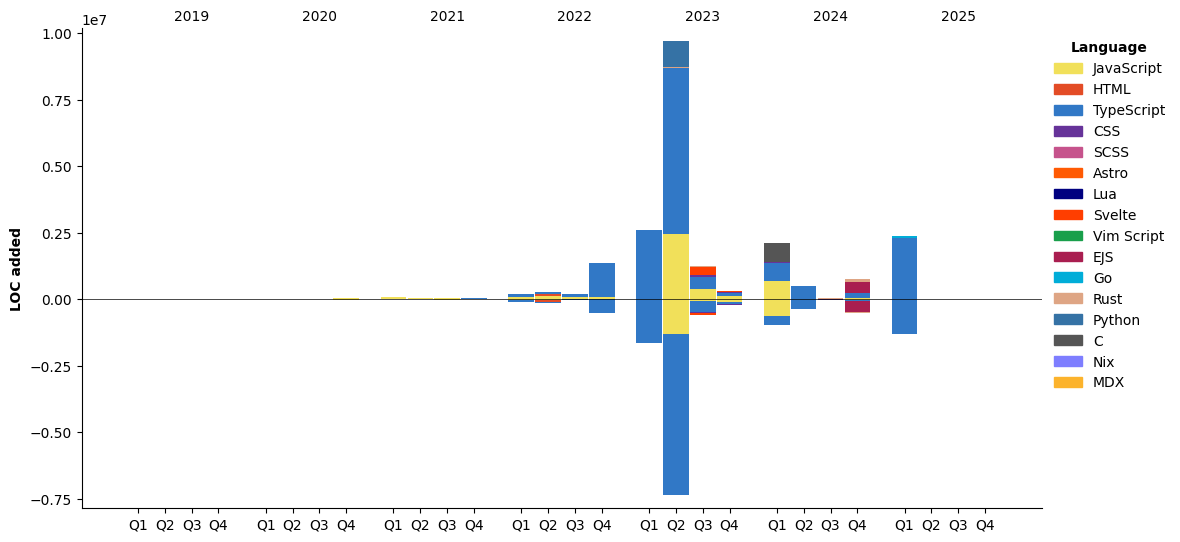 2019 2020 2021 2022 2023 2024 2025
1e7
1.00
0.75
0.50
0.25
0.00
−0.25
−0.50
−0.75
LOC added
Q1 Q2 Q3 Q4 Q1 Q2 Q3 Q4 Q1 Q2 Q3 Q4 Q1 Q2 Q3 Q4 Q1 Q2 Q3 Q4 Q1 Q2 Q3 Q4 Q1 Q2 Q3 Q4
Language
JavaScript
HTML
TypeScript
CSS
SCSS
Astro
Lua
Svelte
Vim Script
EJS
Go
Rust
Python
C
Nix
MDX